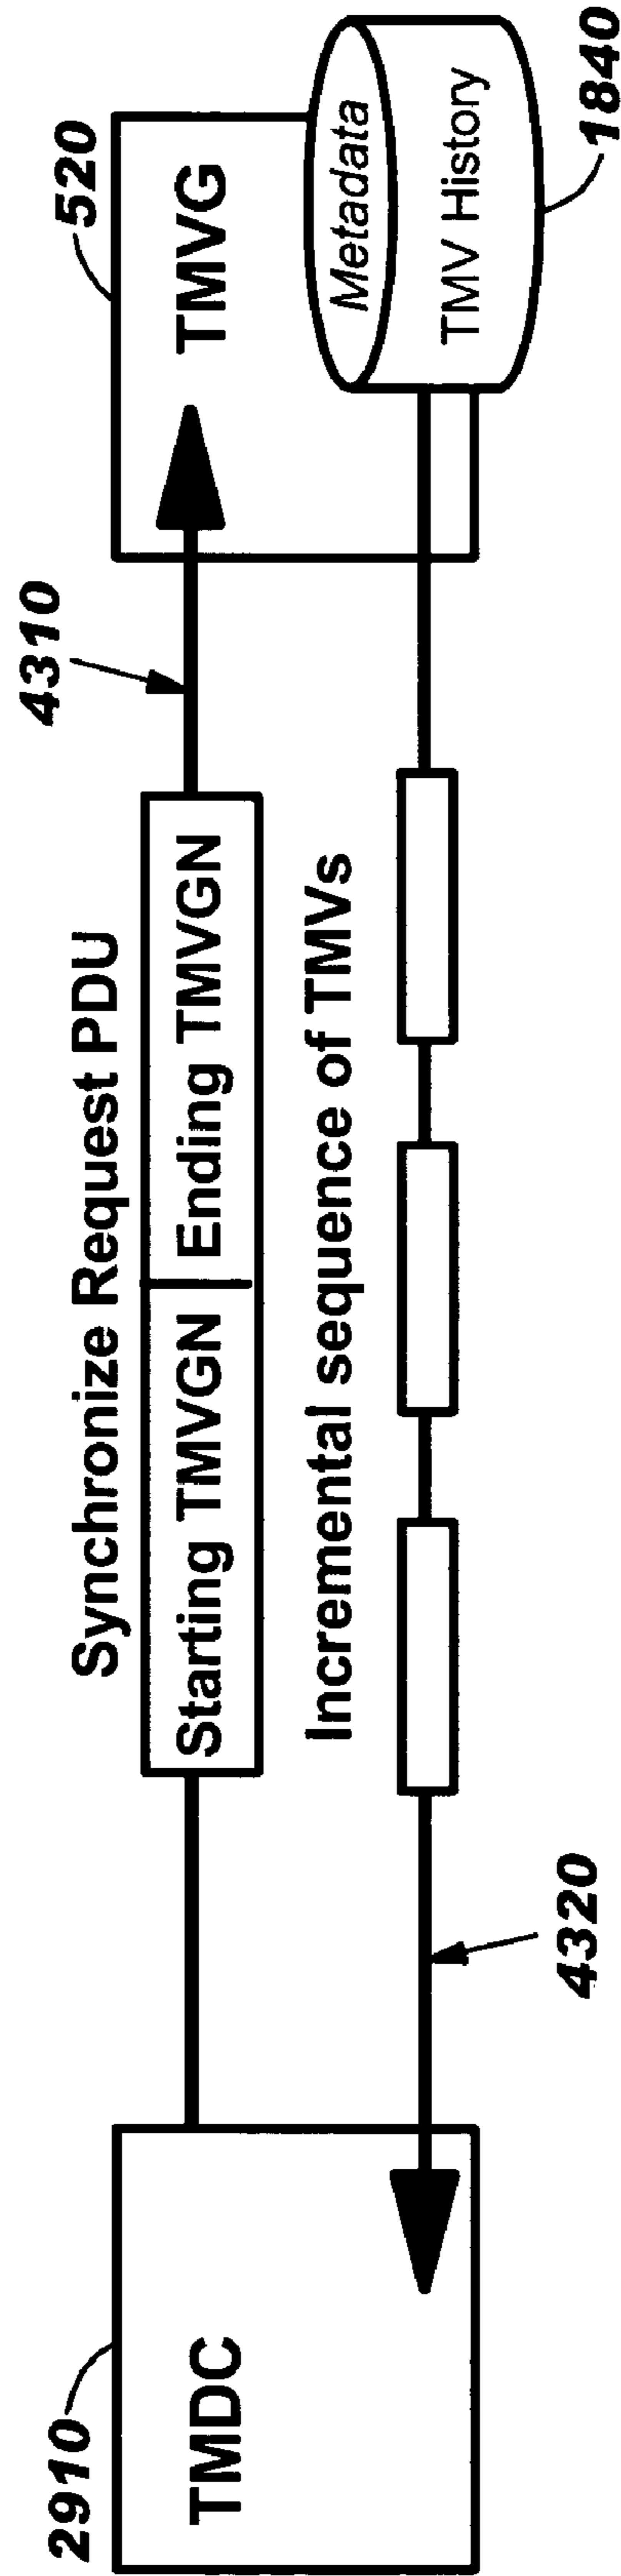 2910
TMDC
Synchronize Request PDU
Starting TMVGN
Ending TMVGN
4310
520
TMVG
Incremental sequence of TMVs
Metadata
TMV History
4320
1840